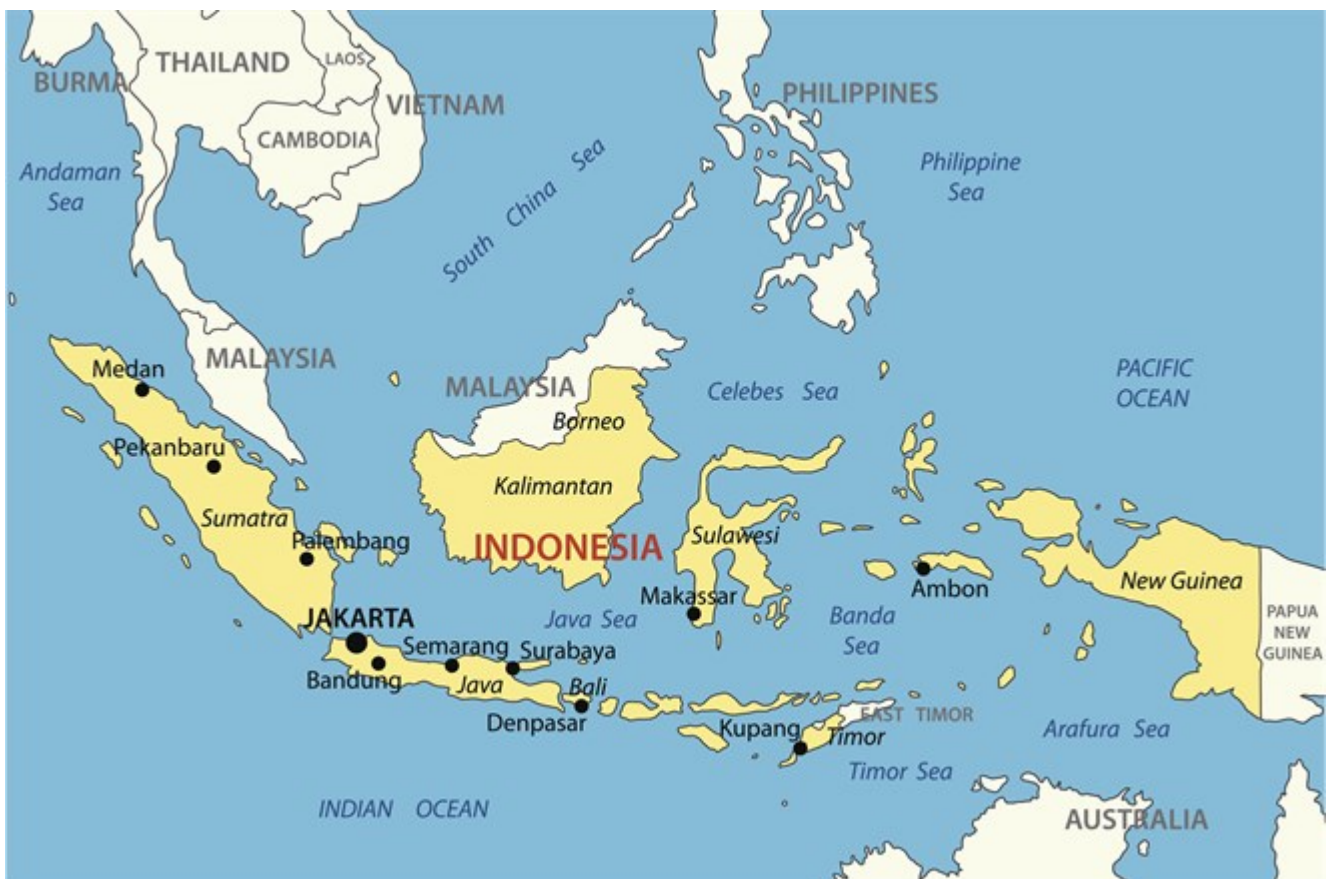 THAILAND
LAOS
BURMA
VIETNAM
PHILIPPINES
CAMBODIA
Andaman
Sea
South China Sea
Philippine
Sea
MALAYSIA
Medan
MALAYSIA
Celebes Sea
PACIFIC
OCEAN
Borneo
Pekanbaru
Kalimantan
Sumatra
Palembang
INDONESIA
Sulawesi
New Guinea
Makassar
Ambon
JAKARTA
Java Sea
Banda
Sea
PAPUA
NEW
GUINEA
Semarang
Surabaya
Bandung
Java
Bali
Denpasar
Kupang
EAST TIMOR
Timor
Arafura Sea
Timor Sea
INDIAN OCEAN
AUSTRALIA